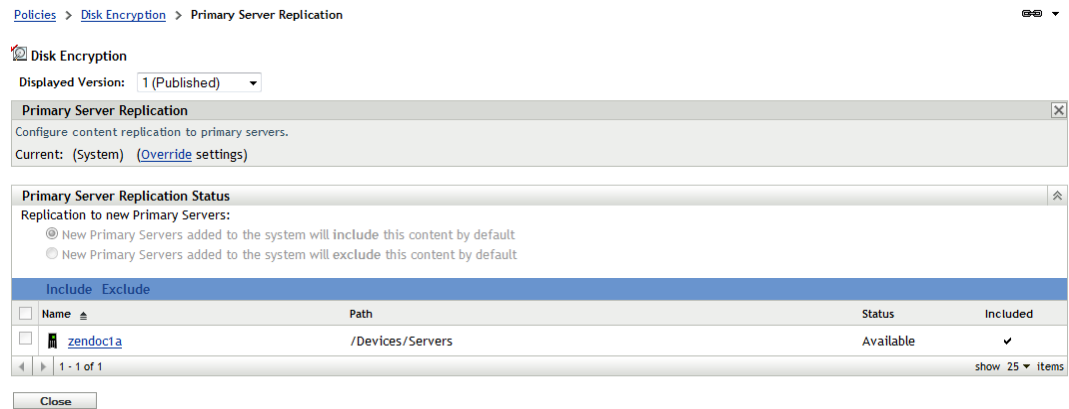 Policies > Disk Encryption > Primary Server Replication
Disk Encryption
Displayed Version: 1 (Published)
Primary Server Replication
Configure content replication to primary servers.
Current: (System) (Override settings)
Primary Server Replication Status
Replication to new Primary Servers:
New Primary Servers added to the system will include this content by default
New Primary Servers added to the system will exclude this content by default
Include Exclude
Name Path Status Included
zendoc1a /Devices/Servers Available
1 - 1 of 1 show 25 items
Close